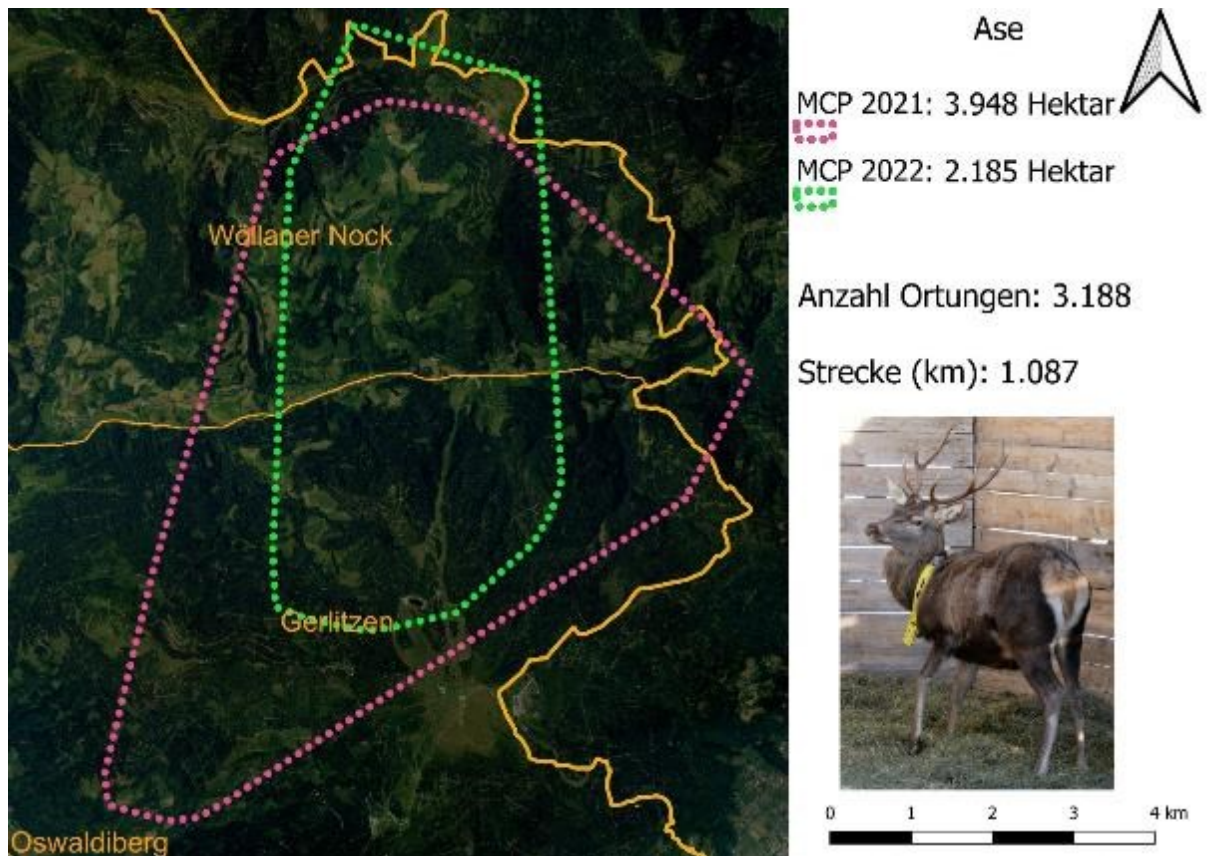 Ase
MCP 2021: 3.948 Hektar
MCP 2022: 2.185 Hektar
Anzahl Ortungen: 3.188
Strecke (km): 1.087
0 1 2 3 4 km
Wöllaner Nock
Gerlitzen
Oswaldiberg